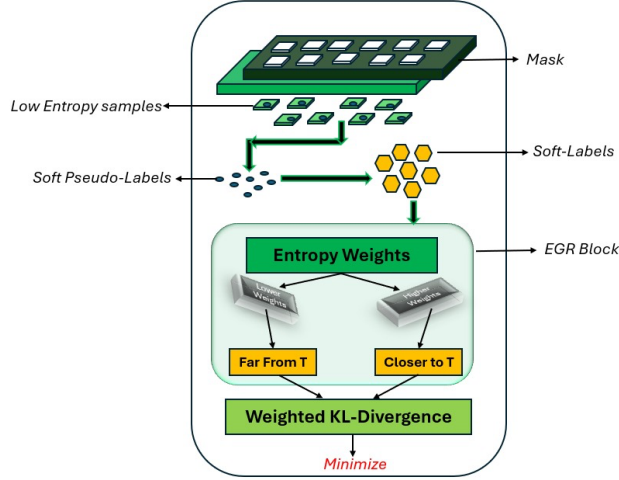 Mask
Low Entropy samples
Soft-Labels
Soft Pseudo-Labels
EGR Block
Entropy Weights
Lower
Weights
Higher
Weights
Far From T
Closer to T
Weighted KL-Divergence
Minimize